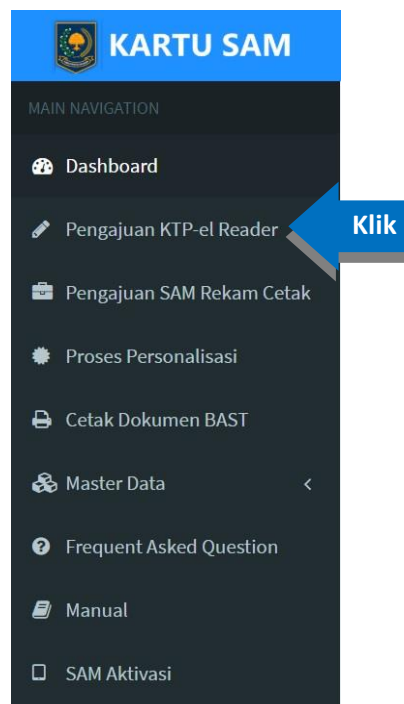 KARTU SAM
MAIN NAVIGATION
Dashboard
Pengajuan KTP-el Reader
Klik
Pengajuan SAM Rekam Cetak
Proses Personalisasi
Cetak Dokumen BAST
Master Data
Frequent Asked Question
Manual
SAM Aktivasi